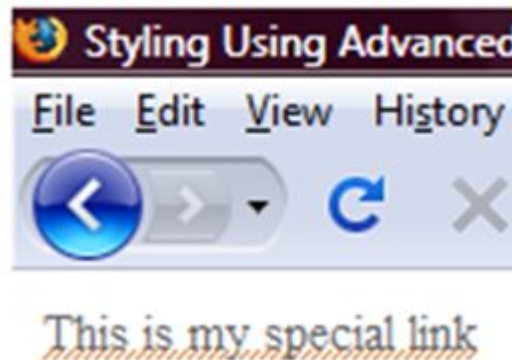 Styling Using Advanced
File Edit View History
This is my special link